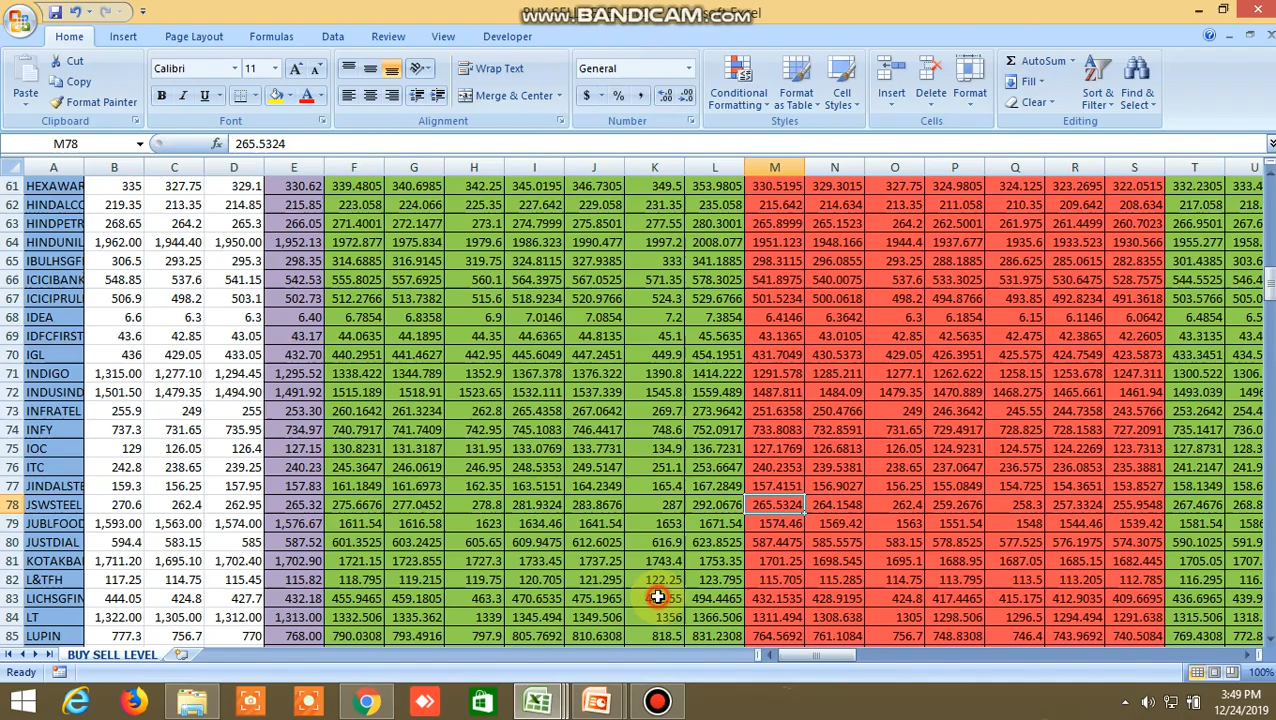 BUY SELL
www.BANDICAM.com
Excel
Home Insert Page Layout Formulas Data Review View Developer
Paste Cut Copy Format Painter Clipboard
Calibri 11 Font
Wrap Text Merge & Center Alignment
General Number
Conditional Formatting Format as Table Cell Styles Styles
Insert Delete Format Cells
AutoSum Fill Clear Sort & Filter Find & Select Editing
M78 fx 265.5324
A B C D E F G H I J K L M N O P Q R S T U
61 HEXAWAR 335 327.75 329.1 330.62 339.4805 340.6985 342.25 345.0195 346.7305 349.5 353.9805 330.5195 329.3015 327.75 324.9805 324.125 323.2695 322.0515 332.2305 333.4
62 HINDALCO 219.35 213.35 214.85 215.85 223.058 224.066 225.35 227.642 229.058 231.35 235.058 215.642 214.634 213.35 211.058 210.35 209.642 208.634 217.058 218.
63 HINDPETR 268.65 264.2 265.3 266.05 271.4001 272.1477 273.1 274.7999 275.8501 277.55 280.3001 265.8999 265.1523 264.2 262.5001 261.975 261.4499 260.7023 266.9501 267.6
64 HINDUNIL 1,962.00 1,944.40 1,950.00 1,952.13 1972.877 1975.834 1979.6 1986.323 1990.477 1997.2 2008.077 1951.123 1948.166 1944.4 1937.677 1935.6 1933.523 1930.566 1955.277 1958.
65 IBULHSGFI 306.5 293.25 295.3 298.35 314.6885 316.9145 319.75 324.8115 327.9385 333 341.1885 298.3115 296.0855 293.25 288.1885 286.625 285.0615 282.8355 301.4385 303.6
66 ICICIBANK 548.85 537.6 541.15 542.53 555.8025 557.6925 560.1 564.3975 567.0525 571.35 578.3025 541.8975 540.0075 537.6 533.3025 531.975 530.6475 528.7575 544.5525 546.4
67 ICICIPRUL 506.9 498.2 503.1 502.73 512.2766 513.7382 515.6 518.9234 520.9766 524.3 529.6766 501.5234 500.0618 498.2 494.8766 493.85 492.8234 491.3618 503.5766 505.0
68 IDEA 6.6 6.3 6.3 6.40 6.7854 6.8358 6.9 7.0146 7.0854 7.2 7.3854 6.4146 6.3642 6.3 6.1854 6.15 6.1146 6.0642 6.4854 6.5
69 IDFCFIRST 43.6 42.85 43.05 43.17 44.0635 44.1895 44.35 44.6365 44.8135 45.1 45.5635 43.1365 43.0105 42.85 42.5635 42.475 42.3865 42.2605 43.3135 43.4
70 IGL 436 429.05 433.05 432.70 440.2951 441.4627 442.95 445.6049 447.2451 449.9 454.1951 431.7049 430.5373 429.05 426.3951 425.575 424.7549 423.5873 433.3451 434.5
71 INDIGO 1,315.00 1,277.10 1,294.45 1,295.52 1338.422 1344.789 1352.9 1367.378 1376.322 1390.8 1414.222 1291.578 1285.211 1277.1 1262.622 1258.15 1253.678 1247.311 1300.522 1306.
72 INDUSIND 1,501.50 1,479.35 1,494.90 1,491.92 1515.189 1518.91 1523.65 1532.111 1537.339 1545.8 1559.489 1487.811 1484.09 1479.35 1470.889 1468.275 1465.661 1461.94 1493.039 1496.
73 INFRATEL 255.9 249 255 253.30 260.1642 261.3234 262.8 265.4358 267.0642 269.7 273.9642 251.6358 250.4766 249 246.3642 245.55 244.7358 243.5766 253.2642 254.4
74 INFY 737.3 731.65 735.95 734.97 740.7917 741.7409 742.95 745.1083 746.4417 748.6 752.0917 733.8083 732.8591 731.65 729.4917 728.825 728.1583 727.2091 735.1417 736.0
75 IOC 129 126.05 126.4 127.15 130.8231 131.3187 131.95 133.0769 133.7731 134.9 136.7231 127.1769 126.6813 126.05 124.9231 124.575 124.2269 123.7313 127.8731 128.3
76 ITC 242.8 238.65 239.25 240.23 245.3647 246.0619 246.95 248.5353 249.5147 251.1 253.6647 240.2353 239.5381 238.65 237.0647 236.575 236.0853 235.3881 241.2147 241.9
77 JINDALSTE 159.3 156.25 157.95 157.83 161.1849 161.6973 162.35 163.5151 164.2349 165.4 167.2849 157.4151 156.9027 156.25 155.0849 154.725 154.3651 153.8527 158.1349 158.6
78 JSWSTEEL 270.6 262.4 262.95 265.32 275.6676 277.0452 278.8 281.9324 283.8676 287 292.0676 265.5324 264.1548 262.4 259.2676 258.3 257.3324 255.9548 267.4676 268.8
79 JUBLFOOD 1,593.00 1,563.00 1,574.00 1,576.67 1611.54 1616.58 1623 1634.46 1641.54 1653 1671.54 1574.46 1569.42 1563 1551.54 1548 1544.46 1539.42 1581.54 1586
80 JUSTDIAL 594.4 583.15 585 587.52 601.3525 603.2425 605.65 609.9475 612.6025 616.9 623.8525 587.4475 585.5575 583.15 578.8525 577.525 576.1975 574.3075 590.1025 591.9
81 KOTAKBAI 1,711.20 1,695.10 1,702.40 1,702.90 1721.15 1723.855 1727.3 1733.45 1737.25 1743.4 1753.35 1701.25 1698.545 1695.1 1688.95 1687.05 1685.15 1682.445 1705.05 1707.
82 L&TFH 117.25 114.75 115.45 115.82 118.795 119.215 119.75 120.705 121.295 122.25 123.795 115.705 115.285 114.75 113.795 113.5 113.205 112.785 116.295 116.
83 LICHSGFIN 444.05 424.8 427.7 432.18 455.9465 459.1805 463.3 470.6535 475.1965 494.4465 432.1535 428.9195 424.8 417.4465 415.175 412.9035 409.6695 436.6965 439.9
84 LT 1,332.00 1,305.00 1,312.00 1,313.00 1332.506 1335.362 1339 1345.494 1349.506 1356 1366.506 1311.494 1308.638 1305 1298.506 1296.5 1294.494 1291.638 1315.506 1318.
85 LUPIN 777.3 756.7 770 768.00 790.0308 793.4916 797.9 805.7692 810.6308 818.5 831.2308 764.5692 761.1084 756.7 748.8308 746.4 743.9692 740.5084 769.4308 772.8
BUY SELL LEVEL
Ready 100%
3:49 PM
12/24/2019